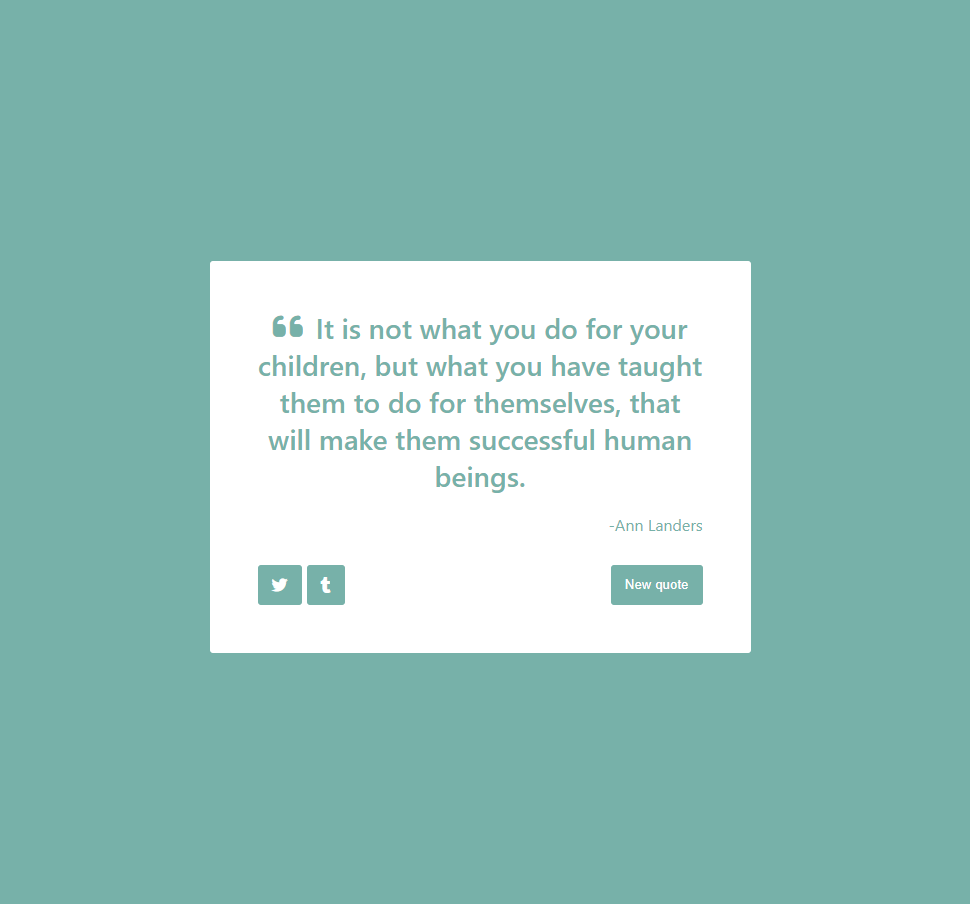 ❝ It is not what you do for your
children, but what you have taught
them to do for themselves, that
will make them successful human
beings.
-Ann Landers
New quote